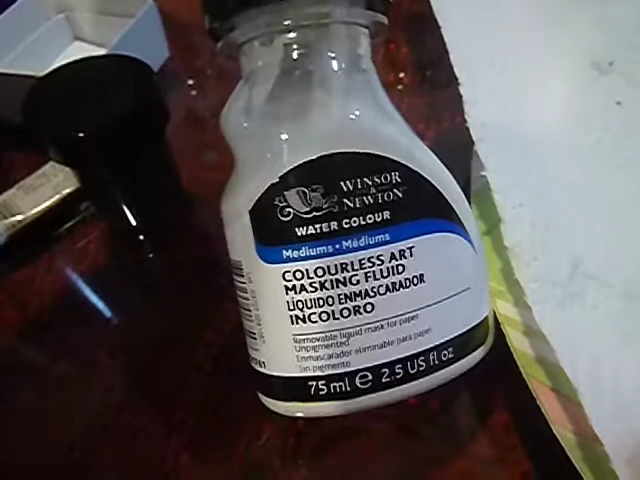 WINSOR
&
NEWTON
WATER COLOUR
Mediums • Médiums
COLOURLESS ART
MASKING FLUID
LÍQUIDO ENMASCARADOR
INCOLORO
Removable liquid mask for paper
Unpigmented
Enmascarador eliminable para papel
Sin pigmento
75ml e 2.5 US fl oz